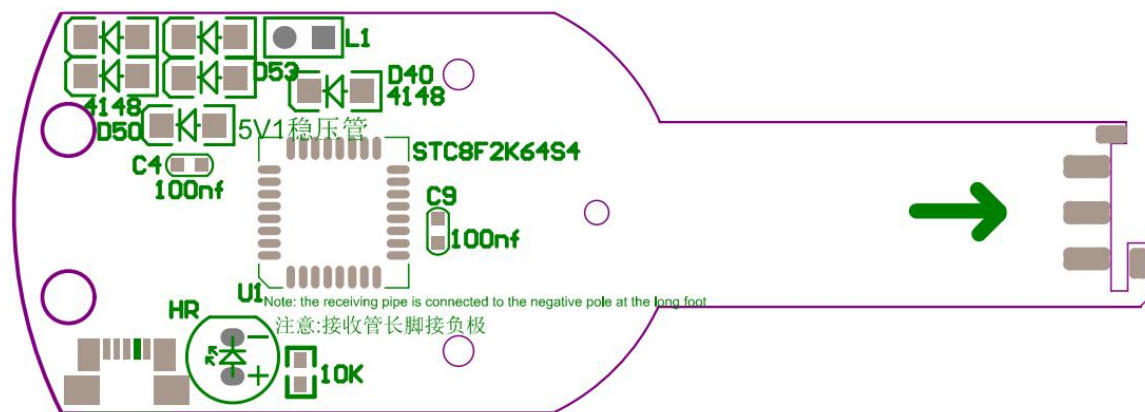 L1
D53
D40
4148
4148
D50
5V1稳压管
C4
100nf
STC8F2K64S4
C9
100nf
U1
Note: the receiving pipe is connected to the negative pole at the long foot
注意:接收管长脚接负极
HR
10K